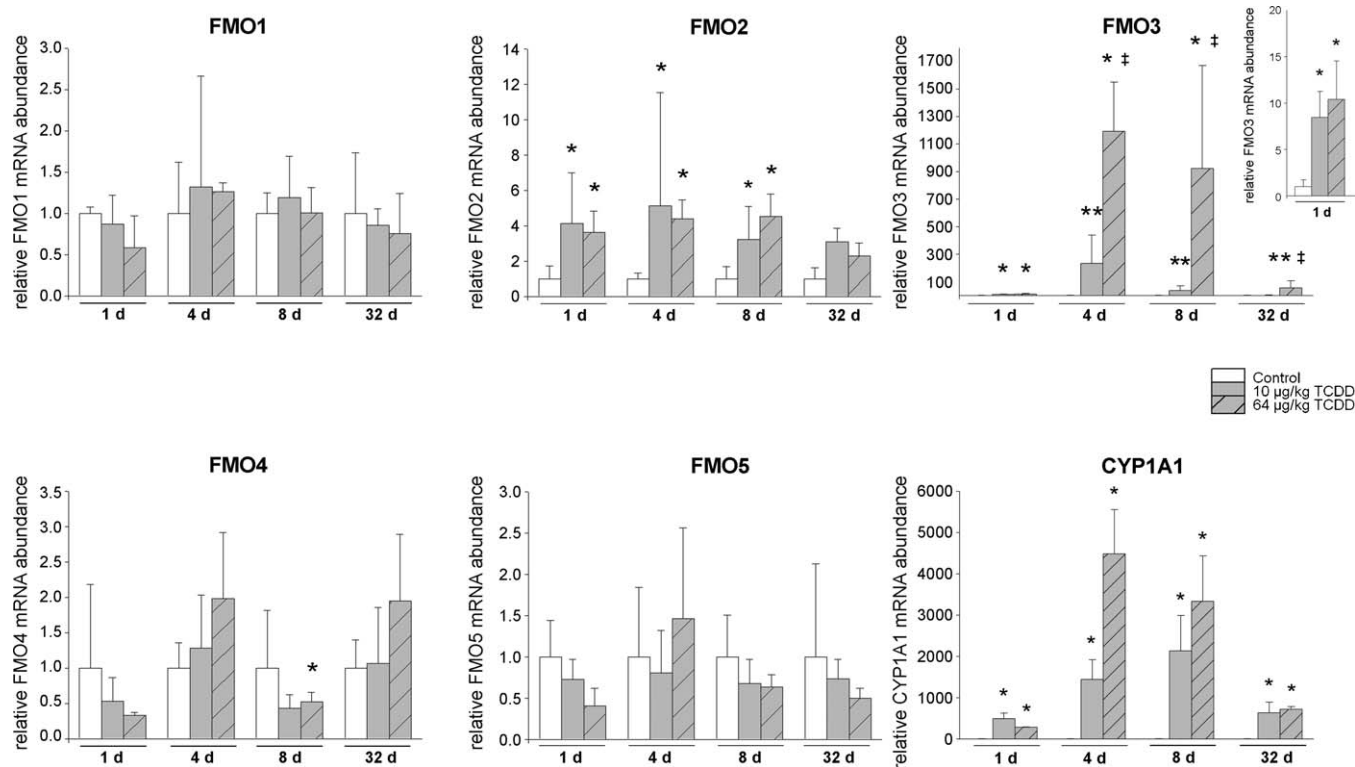 FMO1
relative FMO1 mRNA abundance
3.0
2.5
2.0
1.5
1.0
0.5
0.0
1 d 4 d 8 d 32 d
FMO2
relative FMO2 mRNA abundance
14
12
10
8
6
4
2
0
* * * * * *
1 d 4 d 8 d 32 d
FMO3
relative FMO3 mRNA abundance
1700
1500
1300
1100
900
700
500
300
100
* * ** * ‡ ** * ‡ ** ‡
1 d 4 d 8 d 32 d
relative FMO3 mRNA abundance
20
15
10
5
0
* *
1 d
Control
10 µg/kg TCDD
64 µg/kg TCDD
FMO4
relative FMO4 mRNA abundance
3.5
3.0
2.5
2.0
1.5
1.0
0.5
0.0
*
1 d 4 d 8 d 32 d
FMO5
relative FMO5 mRNA abundance
3.0
2.5
2.0
1.5
1.0
0.5
0.0
1 d 4 d 8 d 32 d
CYP1A1
relative CYP1A1 mRNA abundance
6000
5000
4000
3000
2000
1000
0
* * * * * * * *
1 d 4 d 8 d 32 d